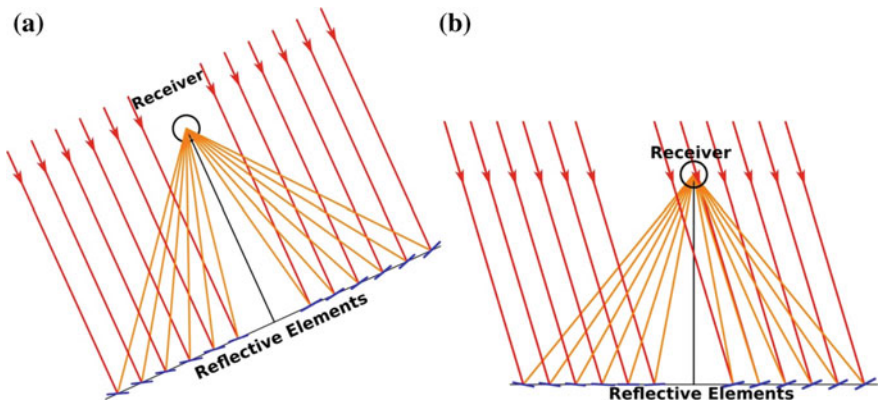 (a)
Receiver
Reflective Elements
(b)
Receiver
Reflective Elements